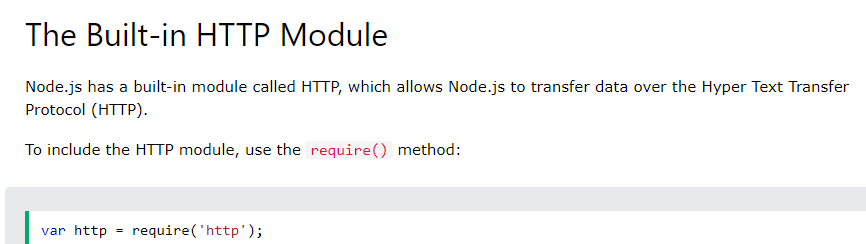 The Built-in HTTP Module
Node.js has a built-in module called HTTP, which allows Node.js to transfer data over the Hyper Text Transfer
Protocol (HTTP).
To include the HTTP module, use the require() method:
var http = require('http');